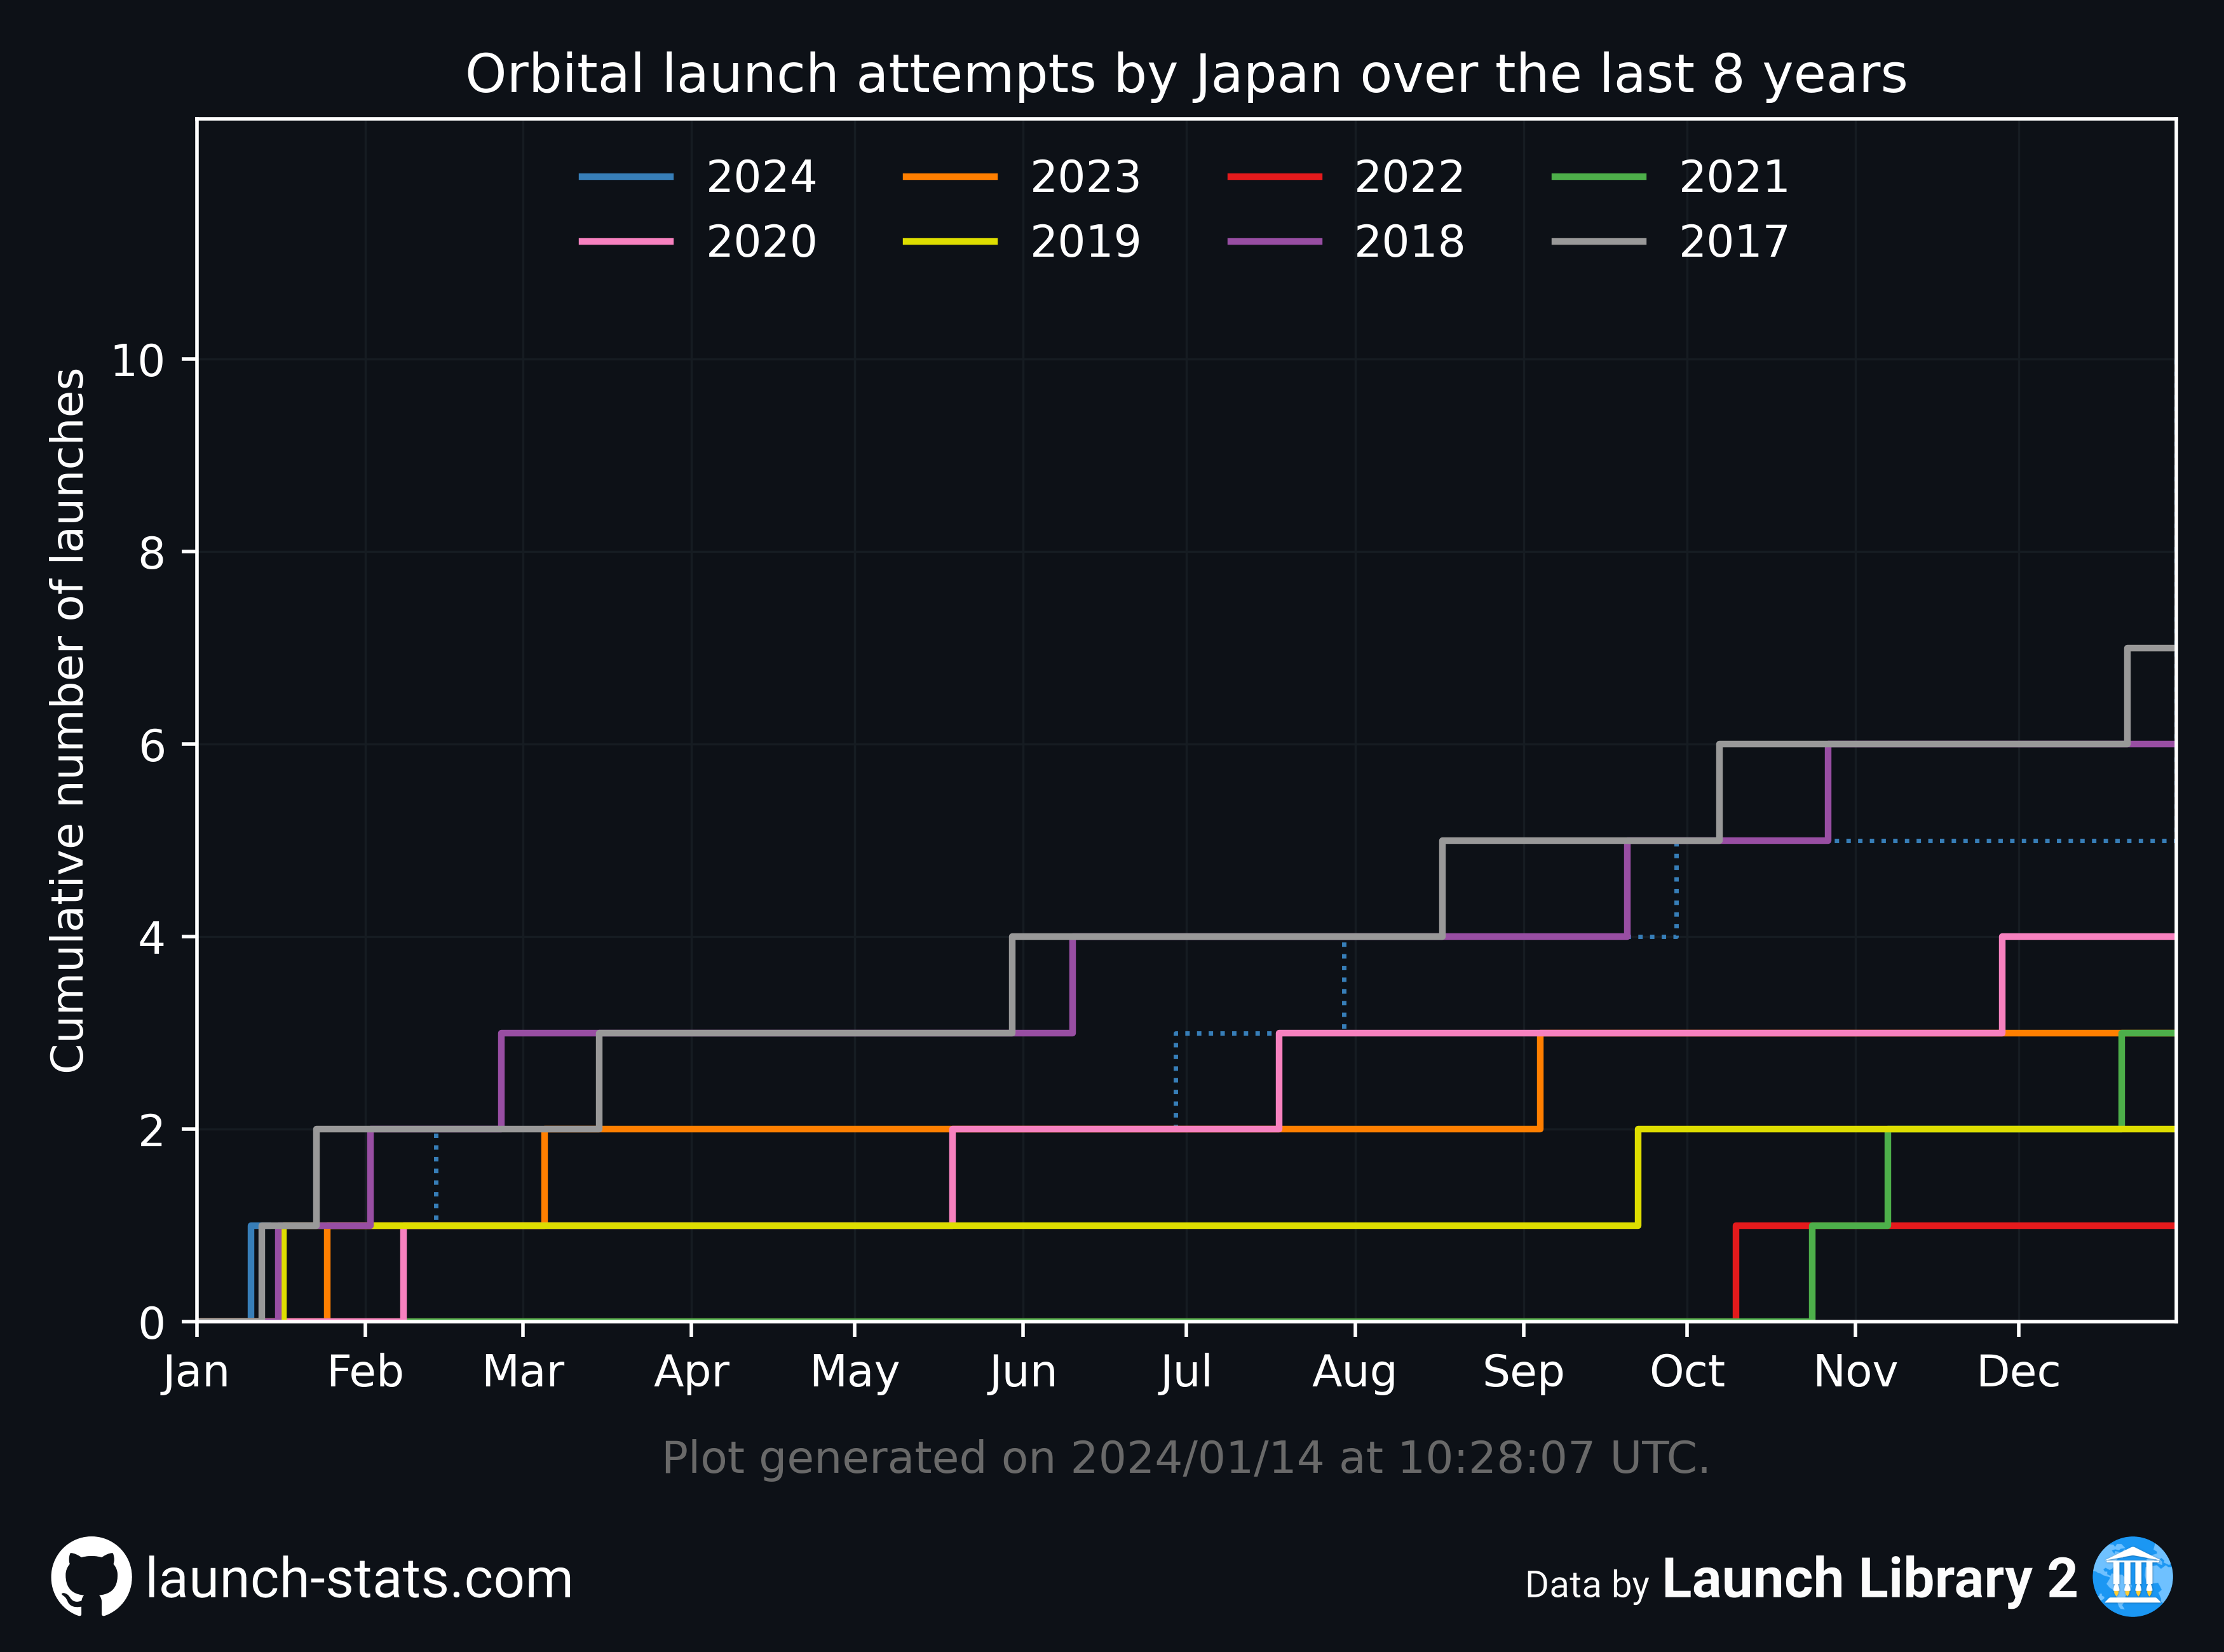 Orbital launch attempts by Japan over the last 8 years
2024 2023 2022 2021
2020 2019 2018 2017
Cumulative number of launches
10
8
6
4
2
0
Jan Feb Mar Apr May Jun Jul Aug Sep Oct Nov Dec
Plot generated on 2024/01/14 at 10:28:07 UTC.
launch-stats.com
Data by Launch Library 2